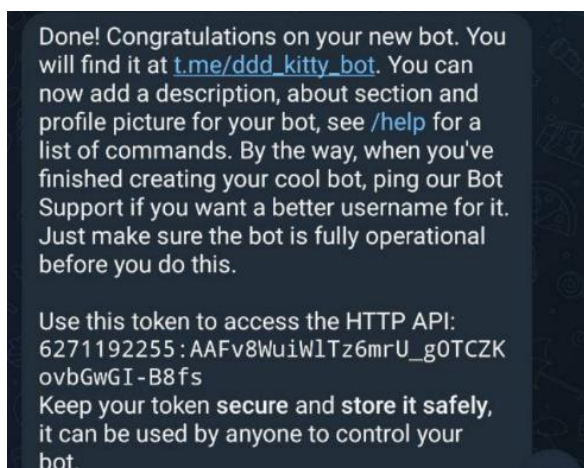 Done! Congratulations on your new bot. You
will find it at t.me/ddd_kitty_bot. You can
now add a description, about section and
profile picture for your bot, see /help for a
list of commands. By the way, when you've
finished creating your cool bot, ping our Bot
Support if you want a better username for it.
Just make sure the bot is fully operational
before you do this.
Use this token to access the HTTP API:
6271192255:AAFv8WuiWlTz6mrU_gOTCZK
ovbGwGI-B8fs
Keep your token secure and store it safely,
it can be used by anyone to control your
bot.